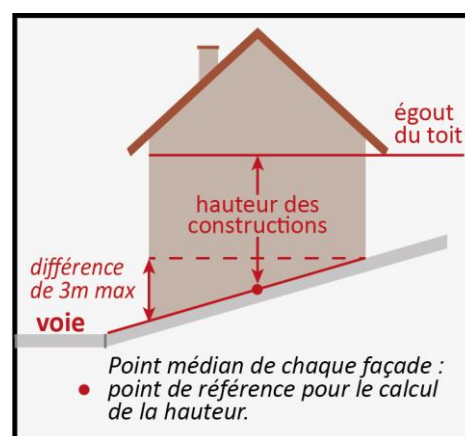 égout
du toit
hauteur des
constructions
différence
de 3m max
voie
Point médian de chaque façade :
point de référence pour le calcul
de la hauteur.